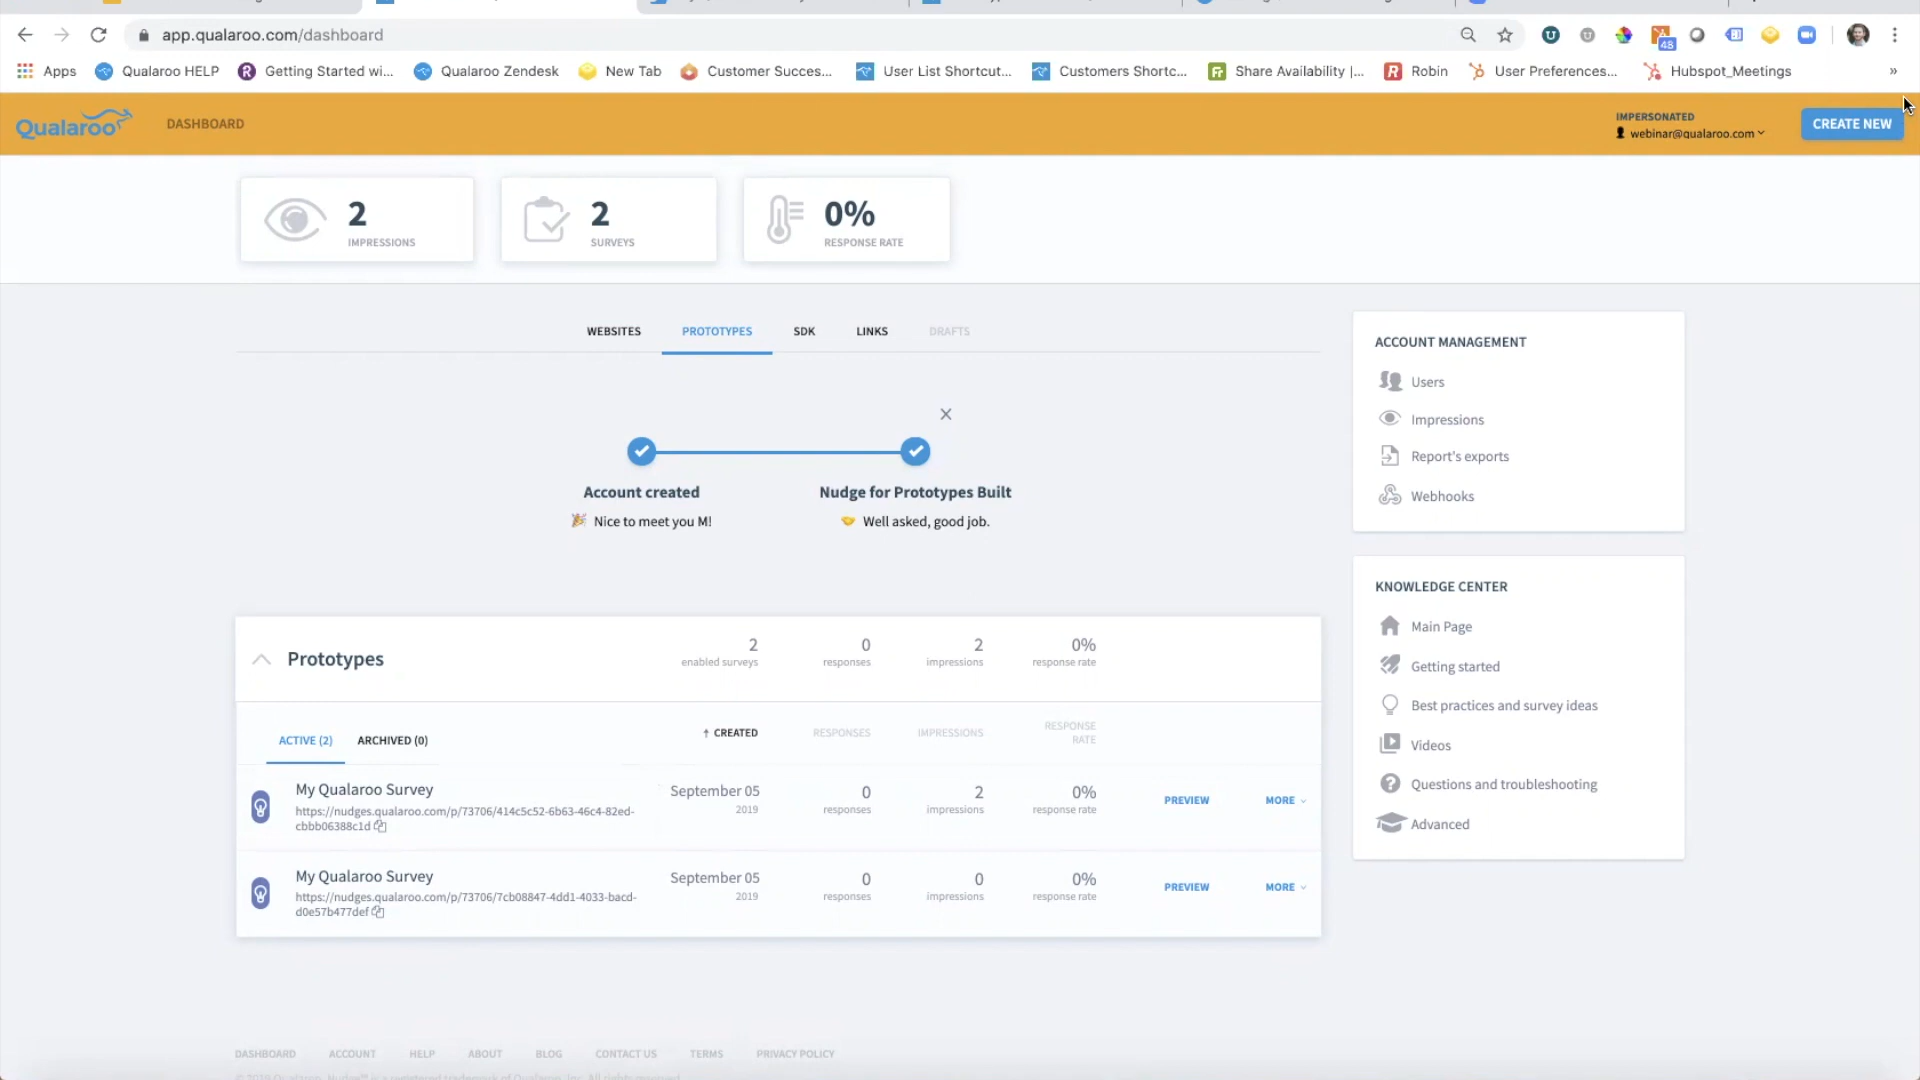 app.qualaroo.com/dashboard
48
Apps
Qualaroo HELP
Getting Started wi...
Qualaroo Zendesk
New Tab
Customer Succes...
User List Shortcut...
Customers Shortc...
Share Availability |...
Robin
User Preferences...
Hubspot_Meetings
»
Qualaroo
DASHBOARD
IMPERSONATED
webinar@qualaroo.com
CREATE NEW
2
IMPRESSIONS
2
SURVEYS
0%
RESPONSE RATE
WEBSITES
PROTOTYPES
SDK
LINKS
DRAFTS
Account created
Nice to meet you M!
Nudge for Prototypes Built
Well asked, good job.
Prototypes
2
enabled surveys
0
responses
2
impressions
0%
response rate
ACTIVE (2)
ARCHIVED (0)
↑ CREATED
RESPONSES
IMPRESSIONS
RESPONSE
RATE
My Qualaroo Survey
https://nudges.qualaroo.com/p/73706/414c5c52-6b63-46c4-82ed-
cbbb06388c1d
September 05
2019
0
responses
2
impressions
0%
response rate
PREVIEW
MORE
My Qualaroo Survey
https://nudges.qualaroo.com/p/73706/7cb08847-4dd1-4033-bacd-
d0e57b477def
September 05
2019
0
responses
0
impressions
0%
response rate
PREVIEW
MORE
ACCOUNT MANAGEMENT
Users
Impressions
Report's exports
Webhooks
KNOWLEDGE CENTER
Main Page
Getting started
Best practices and survey ideas
Videos
Questions and troubleshooting
Advanced
DASHBOARD
ACCOUNT
HELP
ABOUT
BLOG
CONTACT US
TERMS
PRIVACY POLICY